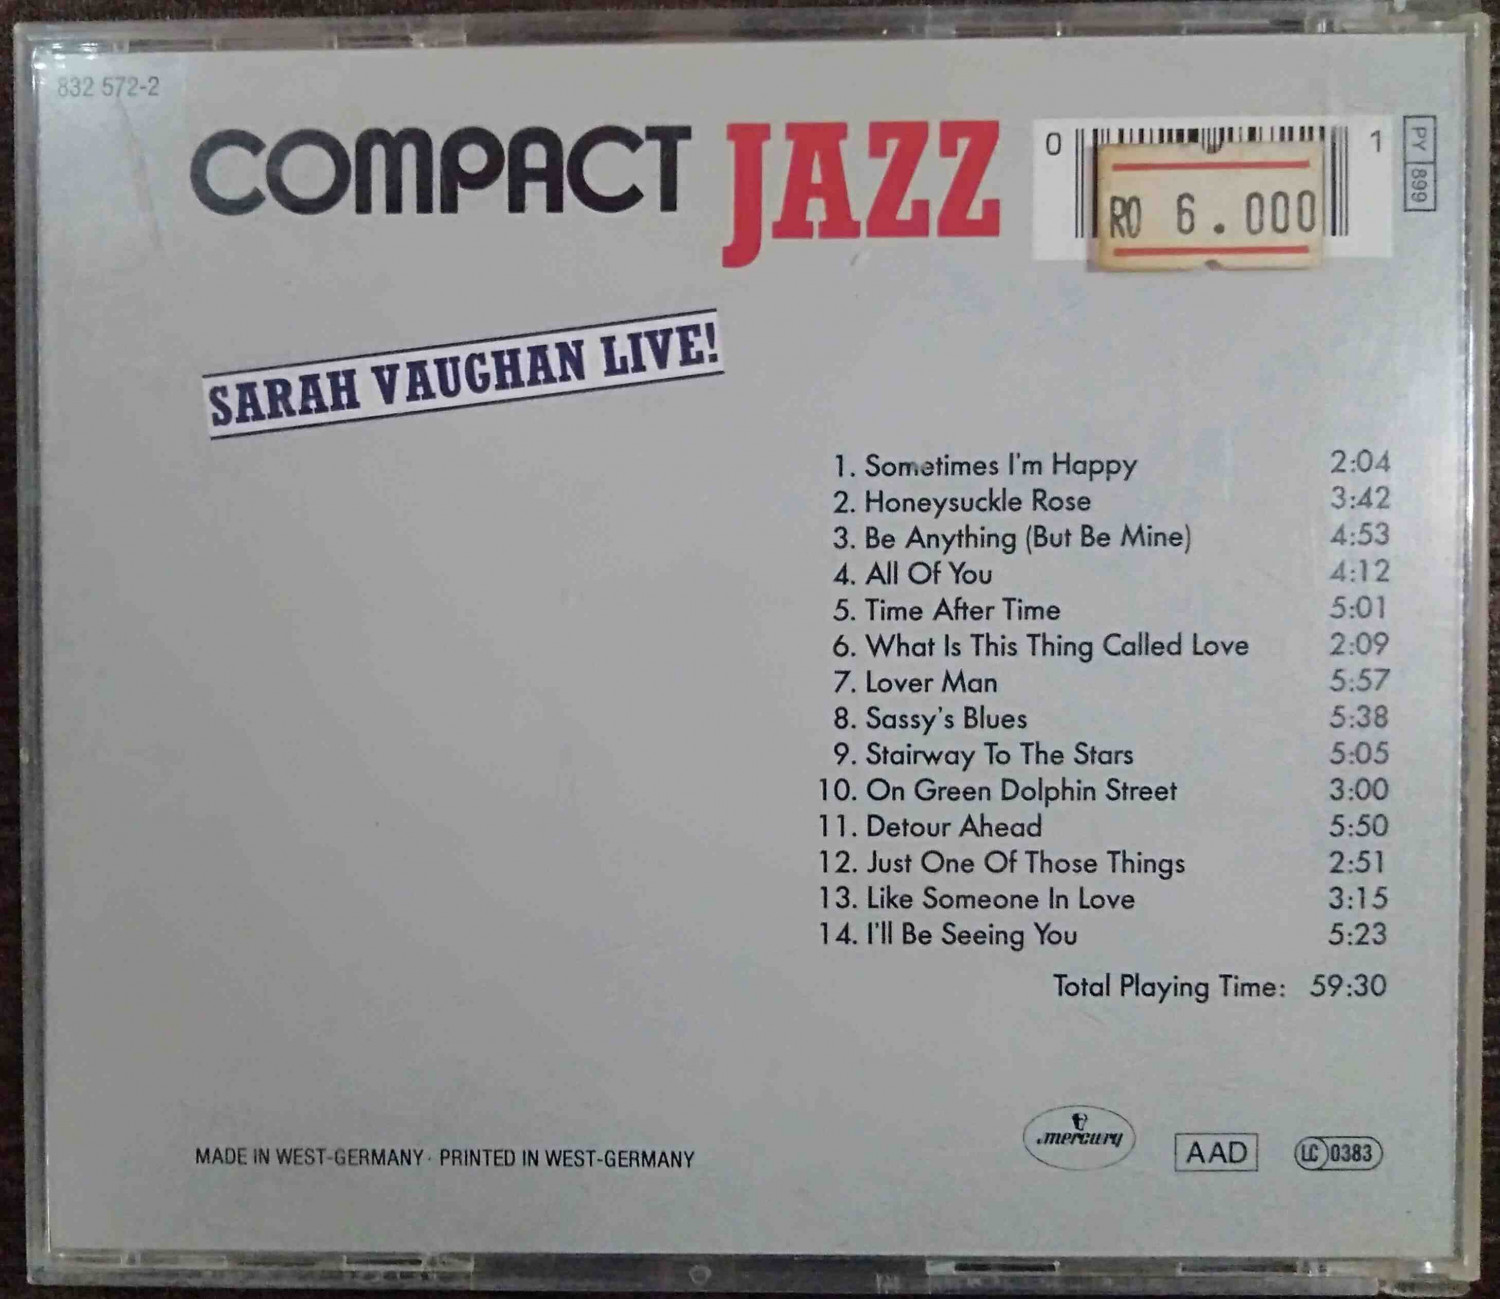 832 572-2
COMPACT JAZZ
0 1
RO 6.000
PY 899
SARAH VAUGHAN LIVE!
1. Sometimes I'm Happy 2:04
2. Honeysuckle Rose 3:42
3. Be Anything (But Be Mine) 4:53
4. All Of You 4:12
5. Time After Time 5:01
6. What Is This Thing Called Love 2:09
7. Lover Man 5:57
8. Sassy's Blues 5:38
9. Stairway To The Stars 5:05
10. On Green Dolphin Street 3:00
11. Detour Ahead 5:50
12. Just One Of Those Things 2:51
13. Like Someone In Love 3:15
14. I'll Be Seeing You 5:23
Total Playing Time: 59:30
MADE IN WEST-GERMANY · PRINTED IN WEST-GERMANY
mercury
AAD
LC 0383